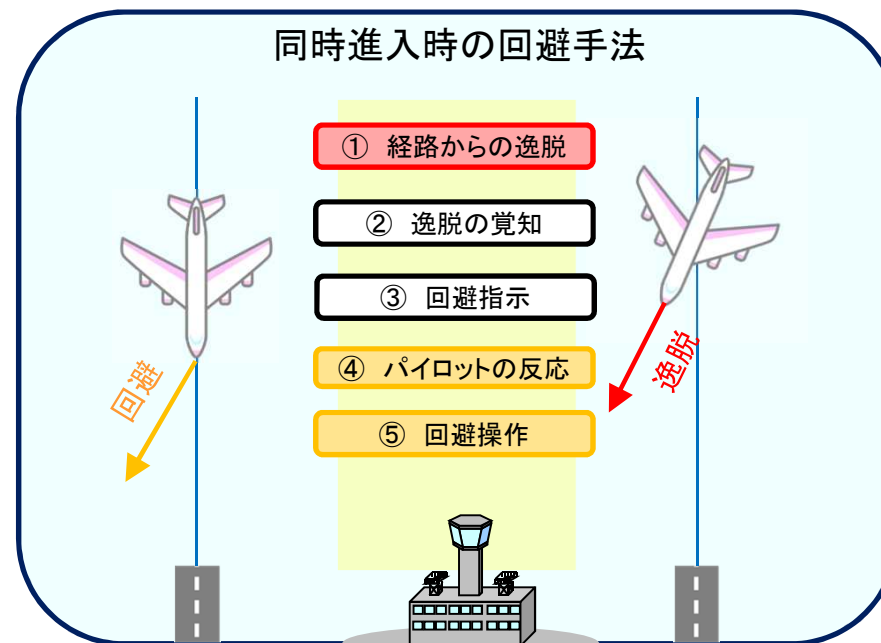 同時進入時の回避手法
① 経路からの逸脱
② 逸脱の覚知
③ 回避指示
④ パイロットの反応
⑤ 回避操作
回避
逸脱